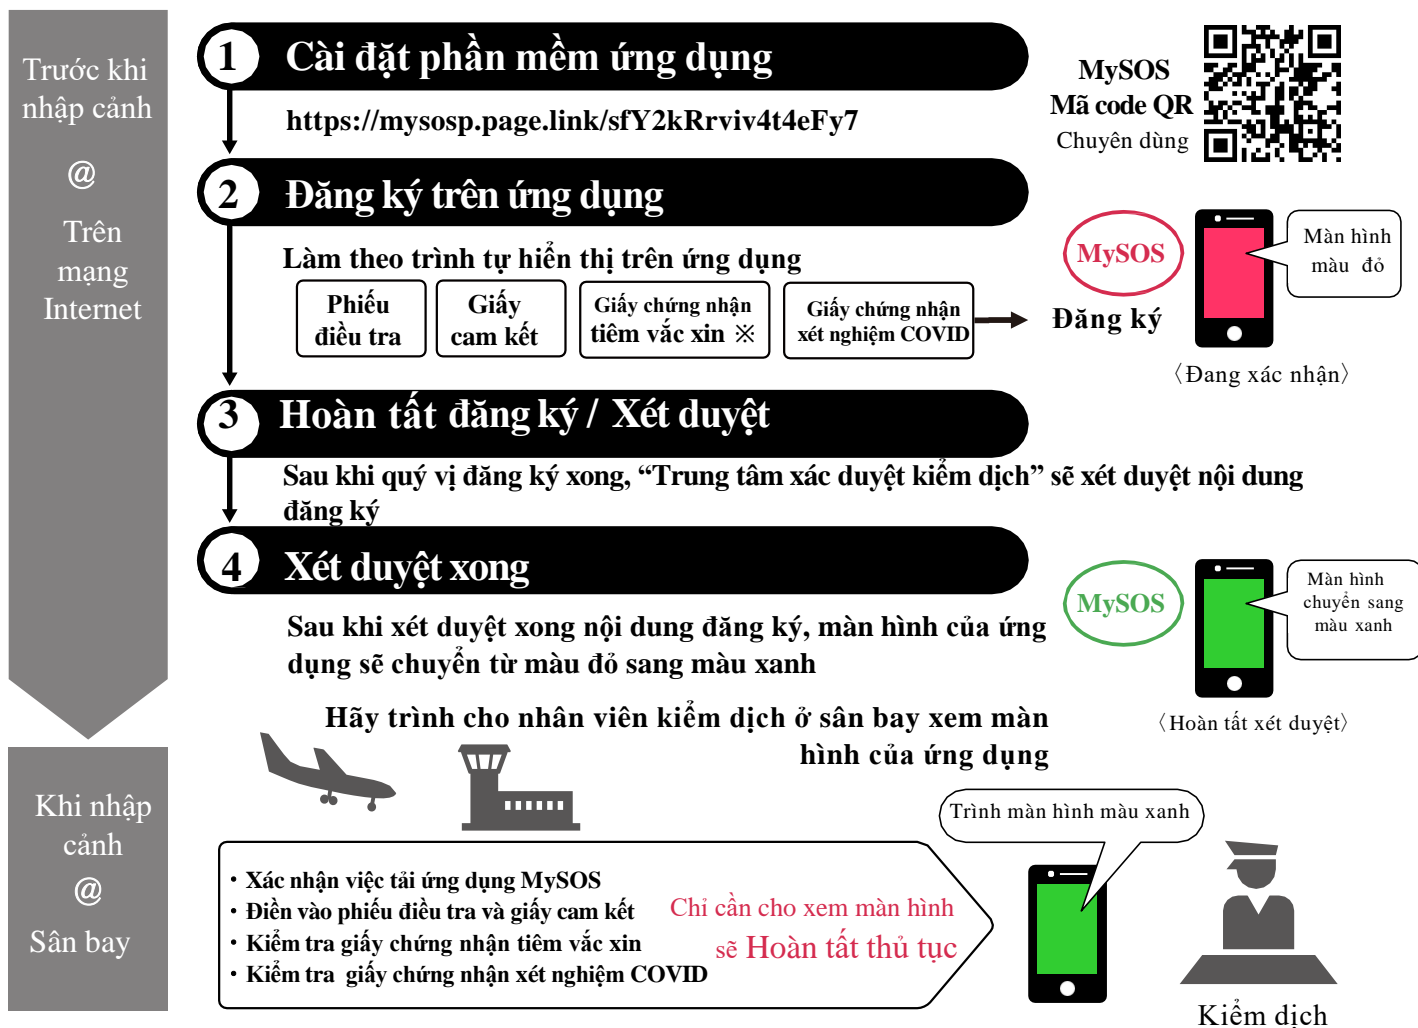 Trước khi
nhập cảnh
@
Trên
mạng
Internet
1
Cài đặt phần mềm ứng dụng
https://mysosp.page.link/sfY2kRrviv4t4eFy7
MySOS
Mã code QR
Chuyên dùng
2
Đăng ký trên ứng dụng
Làm theo trình tự hiển thị trên ứng dụng
Phiếu
điều tra
Giấy
cam kết
Giấy chứng nhận
tiêm vắc xin ※
Giấy chứng nhận
xét nghiệm COVID
MySOS
Đăng ký
Màn hình
màu đỏ
〈Đang xác nhận〉
3
Hoàn tất đăng ký / Xét duyệt
Sau khi quý vị đăng ký xong, “Trung tâm xác duyệt kiểm dịch” sẽ xét duyệt nội dung
đăng ký
4
Xét duyệt xong
Sau khi xét duyệt xong nội dung đăng ký, màn hình của ứng
dụng sẽ chuyển từ màu đỏ sang màu xanh
MySOS
Màn hình
chuyển sang
màu xanh
〈Hoàn tất xét duyệt〉
Hãy trình cho nhân viên kiểm dịch ở sân bay xem màn
hình của ứng dụng
Khi nhập
cảnh
@
Sân bay
・Xác nhận việc tải ứng dụng MySOS
・Điền vào phiếu điều tra và giấy cam kết
・Kiểm tra giấy chứng nhận tiêm vắc xin
・Kiểm tra giấy chứng nhận xét nghiệm COVID
Chỉ cần cho xem màn hình
sẽ Hoàn tất thủ tục
Trình màn hình màu xanh
Kiểm dịch